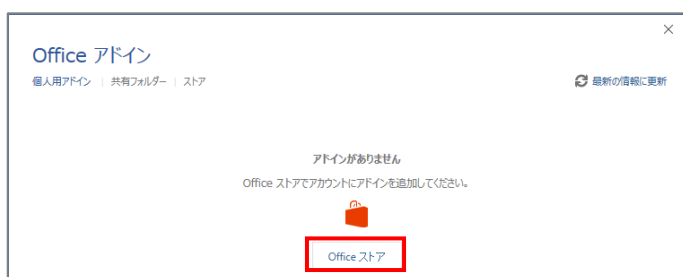 Office アドイン
個人用アドイン | 共有フォルダー | ストア
最新の情報に更新
アドインがありません
Office ストアでアカウントにアドインを追加してください。
Office ストア